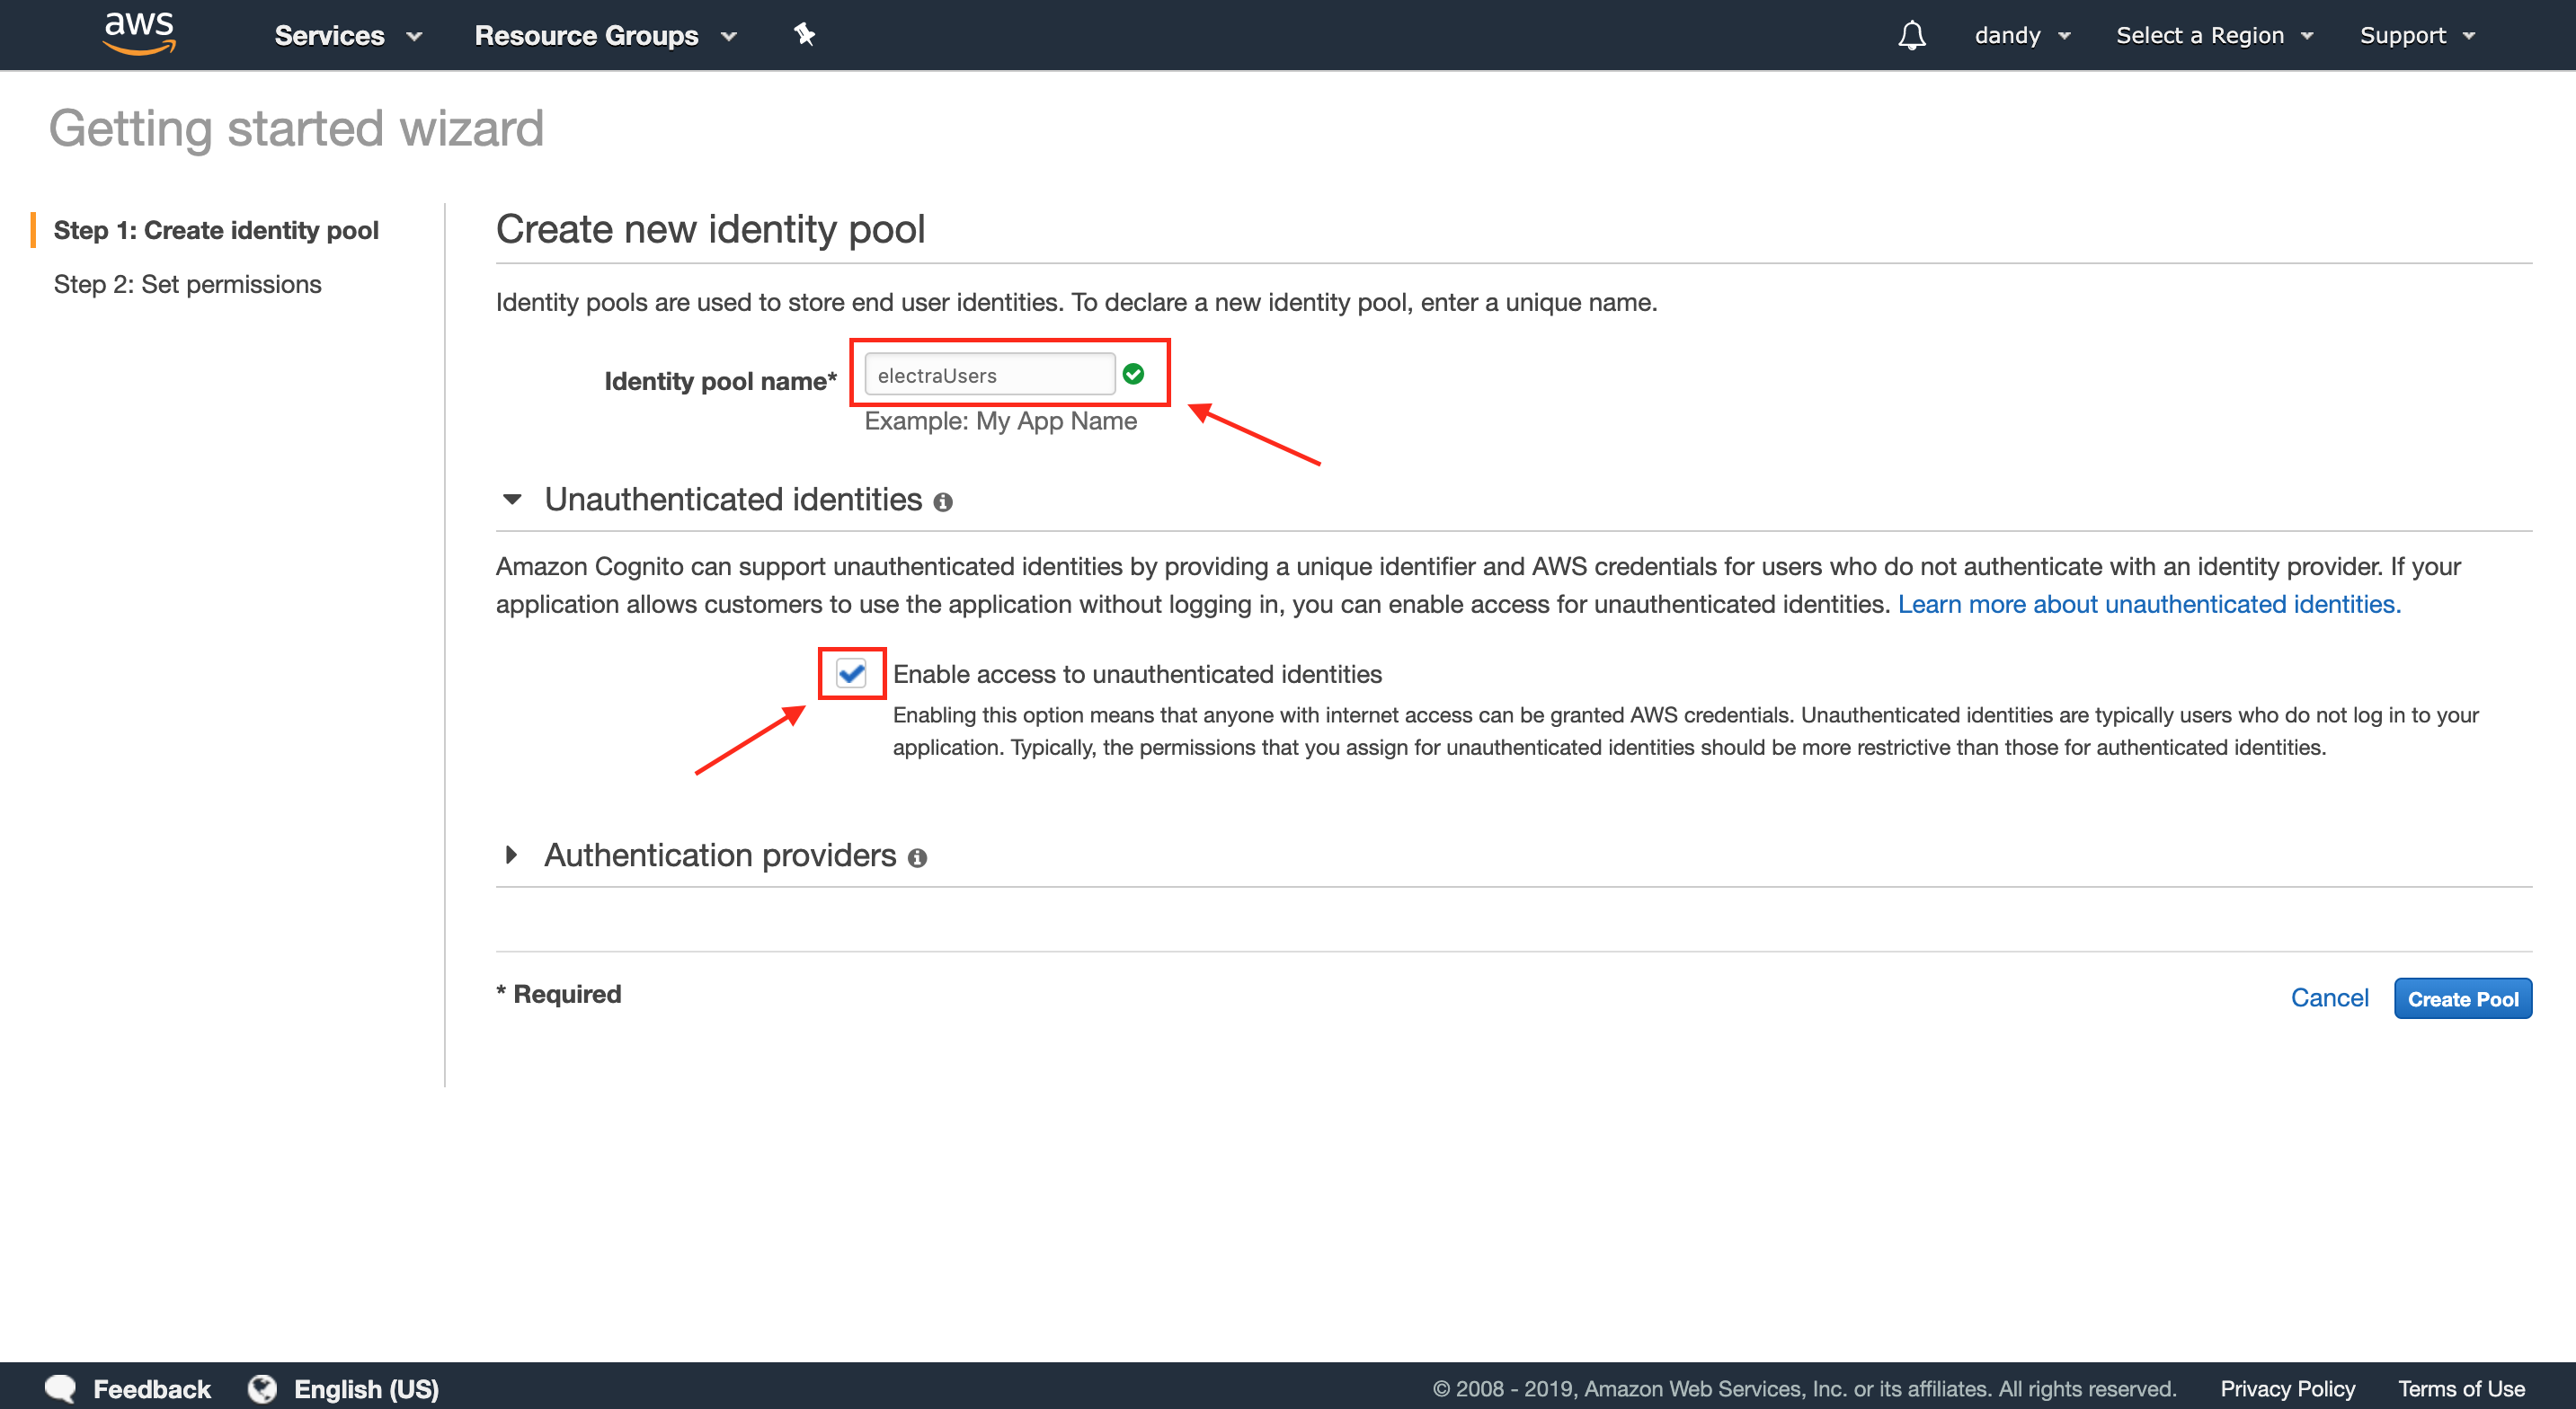 aws
Services
Resource Groups
dandy
Select a Region
Support
Getting started wizard
Step 1: Create identity pool
Step 2: Set permissions
Create new identity pool
Identity pools are used to store end user identities. To declare a new identity pool, enter a unique name.
Identity pool name*
electraUsers
Example: My App Name
Unauthenticated identities
Amazon Cognito can support unauthenticated identities by providing a unique identifier and AWS credentials for users who do not authenticate with an identity provider. If your
application allows customers to use the application without logging in, you can enable access for unauthenticated identities. Learn more about unauthenticated identities.
Enable access to unauthenticated identities
Enabling this option means that anyone with internet access can be granted AWS credentials. Unauthenticated identities are typically users who do not log in to your
application. Typically, the permissions that you assign for unauthenticated identities should be more restrictive than those for authenticated identities.
Authentication providers
* Required
Cancel
Create Pool
Feedback
English (US)
© 2008 - 2019, Amazon Web Services, Inc. or its affiliates. All rights reserved.
Privacy Policy
Terms of Use